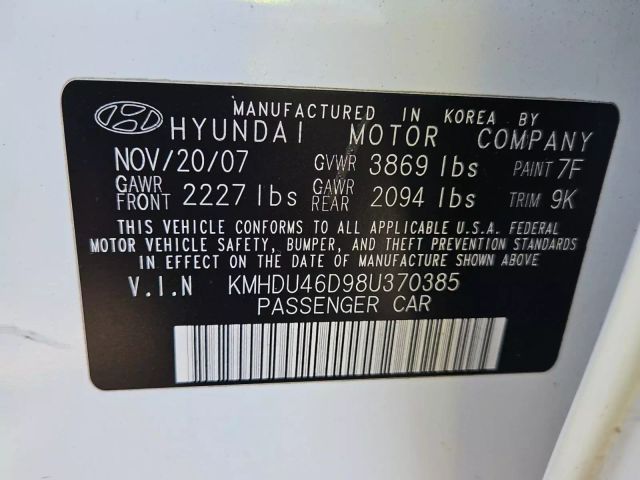 MANUFACTURED IN KOREA BY
HYUNDAI MOTOR COMPANY
NOV/20/07 GVWR 3869 lbs PAINT 7F
GAWR FRONT 2227 lbs GAWR REAR 2094 lbs TRIM 9K
THIS VEHICLE CONFORMS TO ALL APPLICABLE U.S.A. FEDERAL
MOTOR VEHICLE SAFETY, BUMPER, AND THEFT PREVENTION STANDARDS
IN EFFECT ON THE DATE OF MANUFACTURE SHOWN ABOVE.
V.I.N KMHDU46D98U370385
PASSENGER CAR